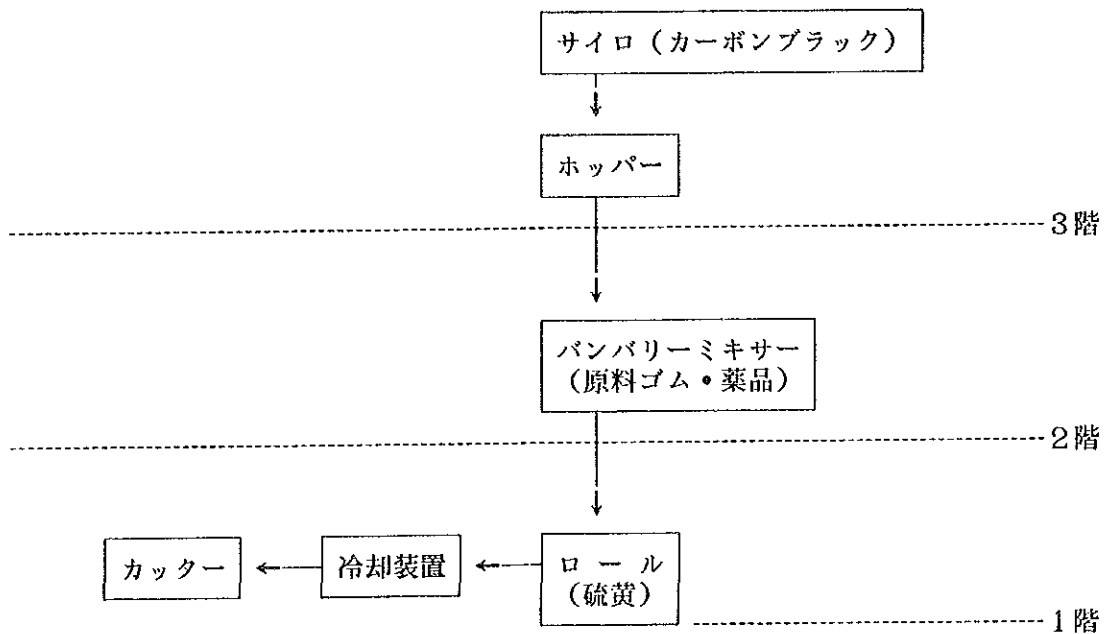 サイロ（カーボンブラック）
ホッパー
3階
バンバリーミキサー
（原料ゴム・薬品）
2階
カッター
冷却装置
ロール
（硫黄）
1階